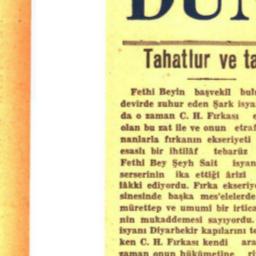 DUN
Tahatlur ve ta
Fethi Beyin başvekil bulu
devirde zuhur eden Şark isya
da o zaman C. H. Fırkası e
olan bu zat ile ve onun etraf
nanlarla fırkanın ekseriyeti
esaslı bir ihtilâf tebarüz
Fethi Bey Şeyh Sait isyan
serserinin ika ettiği ârizi
lâkki ediyordu. Fırka ekseriye
sinesinde başka mes'elelerde
mürettep ve umumi bir irtica
nin mukaddemesi sayıyordu.
isyanı Diyarbekir kapılarını te
ken C. H. Fırkası kendi ara
zaman onun hükûmetine